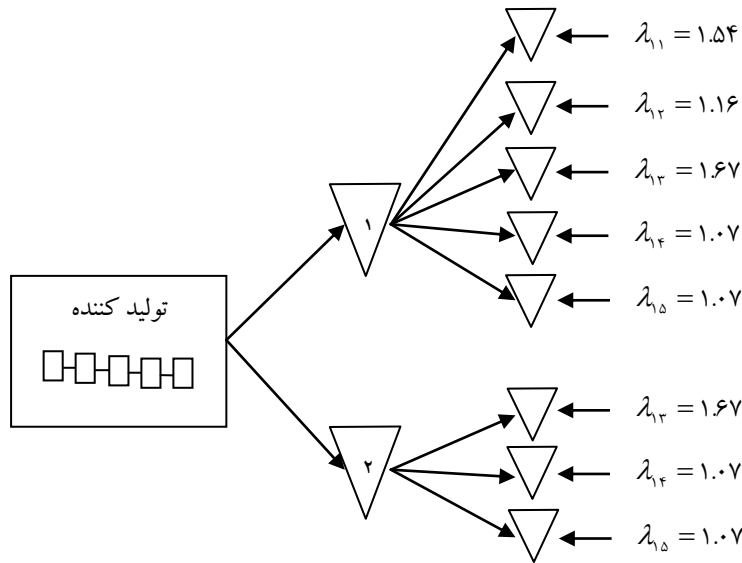 λ۱۱ = ۱.۵۴
λ۱۲ = ۱.۱۶
λ۱۳ = ۱.۶۷
۱
λ۱۴ = ۱.۰۷
λ۱۵ = ۱.۰۷
تولید کننده
λ۱۳ = ۱.۶۷
۲
λ۱۴ = ۱.۰۷
λ۱۵ = ۱.۰۷